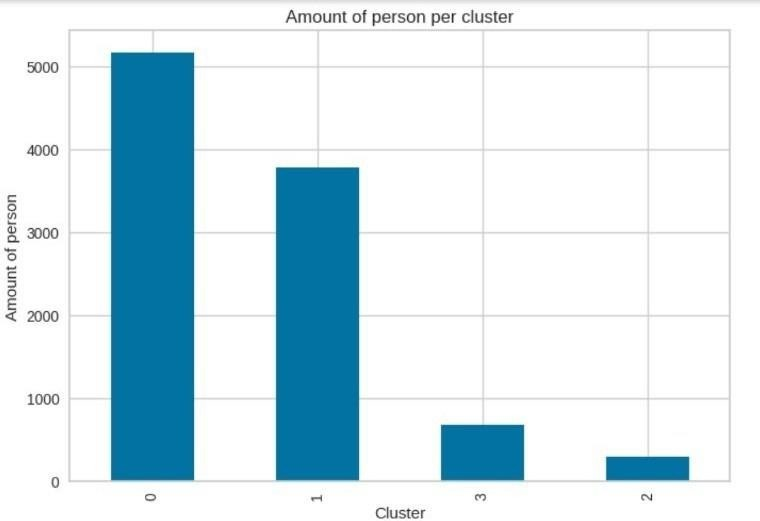 Amount of person per cluster
Amount of person
5000
4000
3000
2000
1000
0
0 1 3 2
Cluster